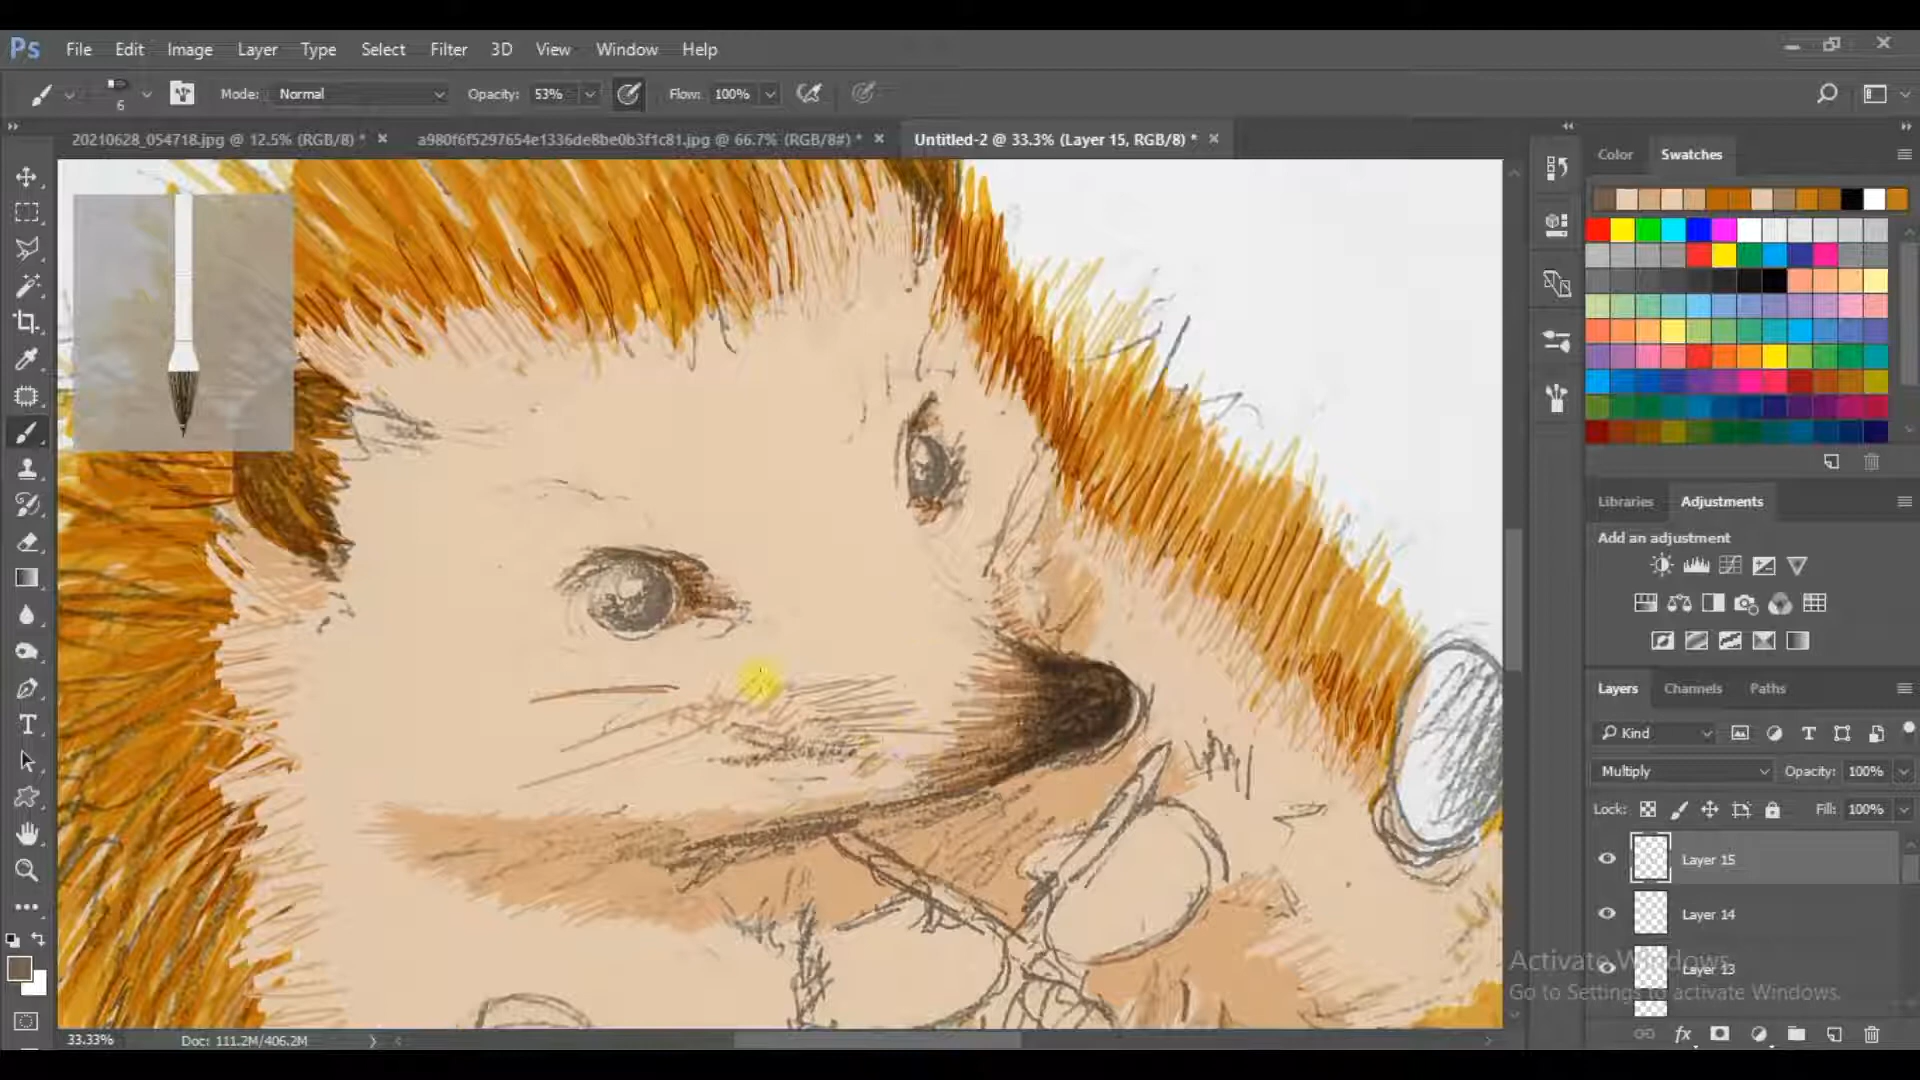 Ps File Edit Image Layer Type Select Filter 3D View Window Help
6 Mode: Normal Opacity: 53% Flow: 100%
20210628_054718.jpg @ 12.5% (RGB/8) * a980f6f5297654e1336de8be0b3f1c81.jpg @ 66.7% (RGB/8#) * Untitled-2 @ 33.3% (Layer 15, RGB/8) *
Color Swatches
Libraries Adjustments
Add an adjustment
Layers Channels Paths
Kind
Multiply Opacity: 100%
Lock: Fill: 100%
Layer 15
Layer 14
Layer 13
Activate Windows
Go to Settings to activate Windows.
33.33% Doc: 111.2M/406.2M
fx